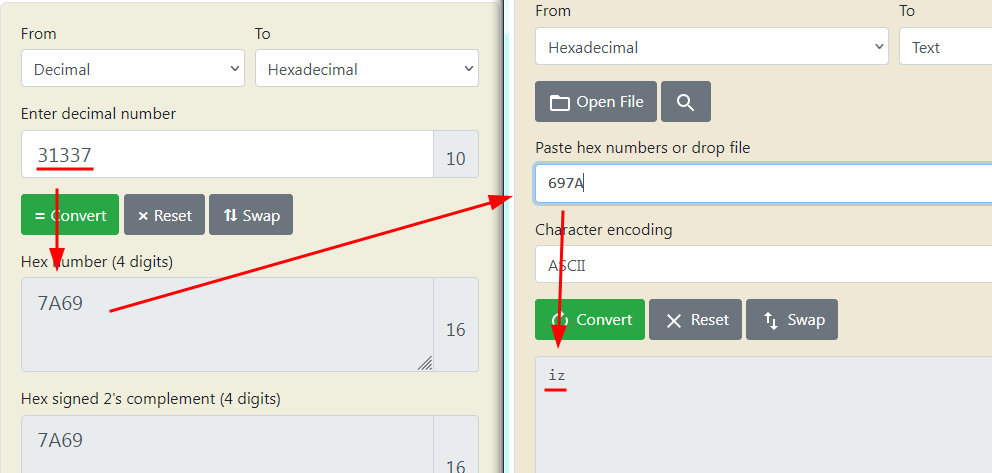 From To
Decimal Hexadecimal
Enter decimal number
31337 10
= Convert × Reset Swap
Hex number (4 digits)
7A69 16
Hex signed 2's complement (4 digits)
7A69 16
From To
Hexadecimal Text
Open File
Paste hex numbers or drop file
697A
Character encoding
ASCII
Convert Reset Swap
iz